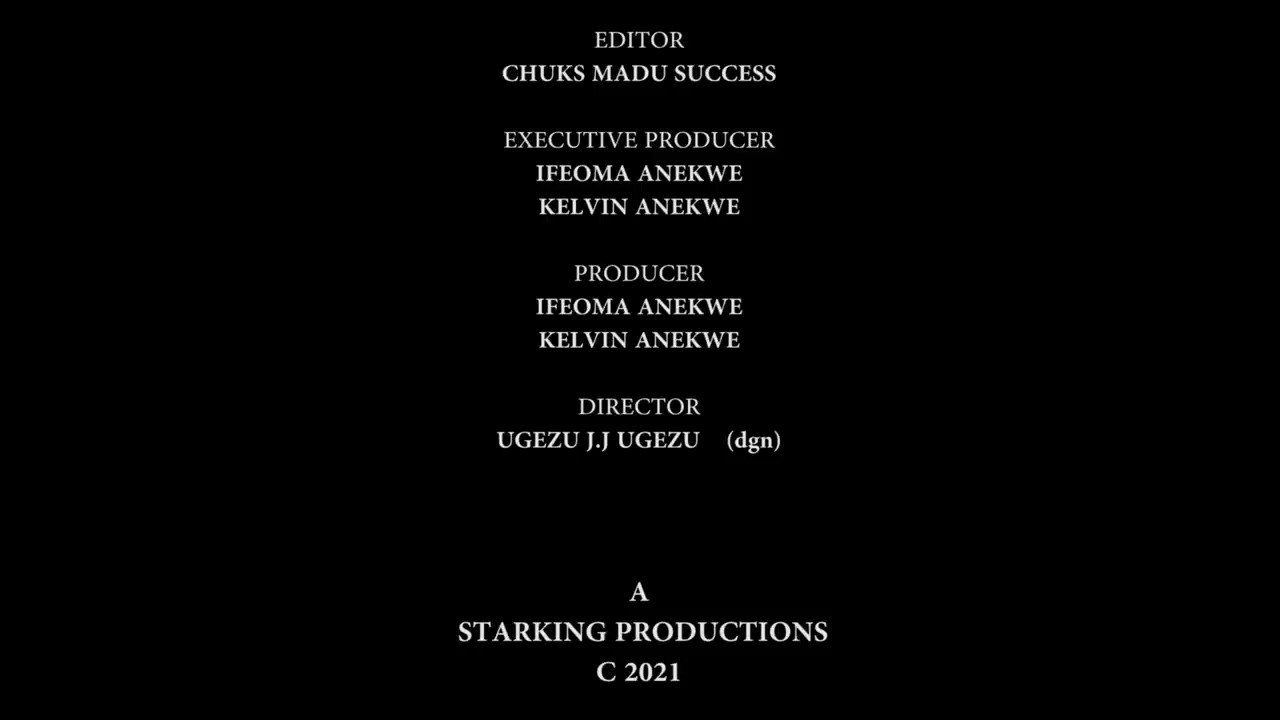 EDITOR
CHUKS MADU SUCCESS
EXECUTIVE PRODUCER
IFEOMA ANEKWE
KELVIN ANEKWE
PRODUCER
IFEOMA ANEKWE
KELVIN ANEKWE
DIRECTOR
UGEZU J.J UGEZU (dgn)
A
STARKING PRODUCTIONS
C 2021